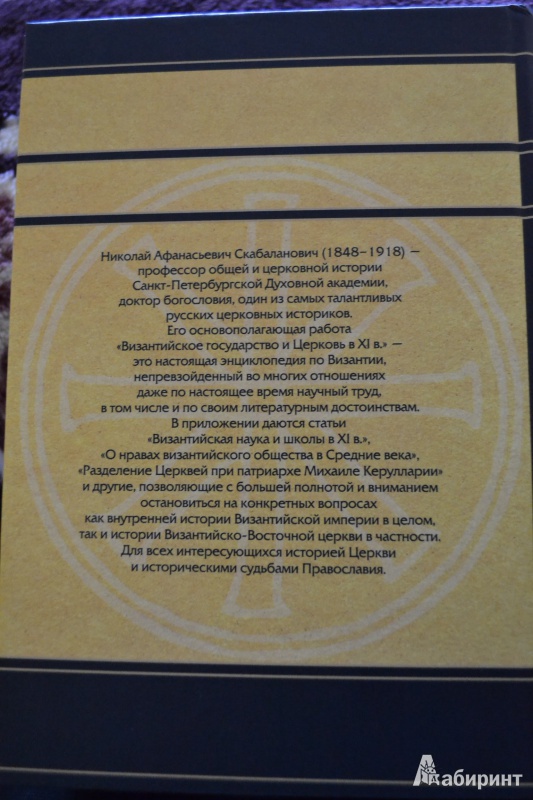 Николай Афанасьевич Скабаланович (1848–1918) –
профессор общей и церковной истории
Санкт-Петербургской Духовной академии,
доктор богословия, один из самых талантливых
русских церковных историков.
Его основополагающая работа
«Византийское государство и Церковь в XI в.» –
это настоящая энциклопедия по Византии,
непревзойденный во многих отношениях
даже по настоящее время научный труд,
в том числе и по своим литературным достоинствам.
В приложении даются статьи
«Византийская наука и школы в XI в.»,
«О нравах византийского общества в Средние века»,
«Разделение Церквей при патриархе Михаиле Керулларии»
и другие, позволяющие с большей полнотой и вниманием
остановиться на конкретных вопросах
как внутренней истории Византийской империи в целом,
так и истории Византийско-Восточной церкви в частности.
Для всех интересующихся историей Церкви
и историческими судьбами Православия.
Лабиринт